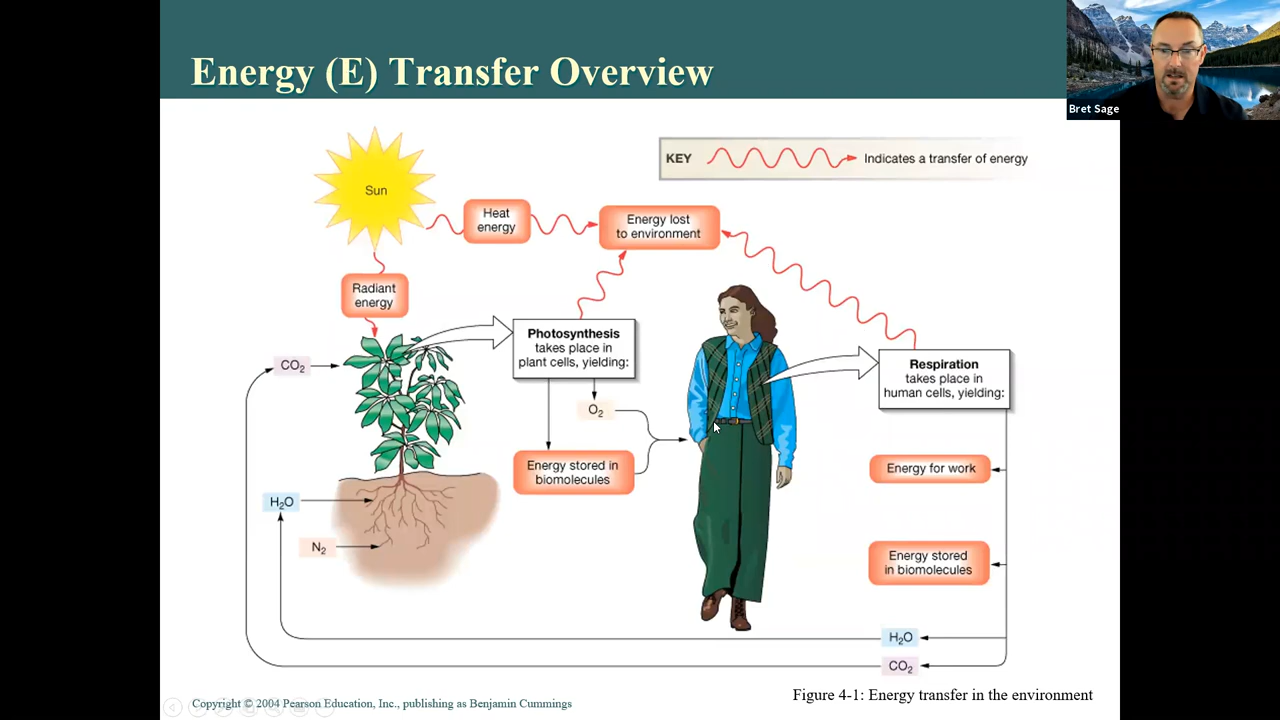 Energy (E) Transfer Overview
Bret Sage
KEY
Indicates a transfer of energy
Sun
Heat
energy
Energy lost
to environment
Radiant
energy
Photosynthesis
takes place in
plant cells, yielding:
Respiration
takes place in
human cells, yielding:
CO₂
O₂
Energy stored in
biomolecules
Energy for work
H₂O
N₂
Energy stored
in biomolecules
H₂O
CO₂
Copyright © 2004 Pearson Education, Inc., publishing as Benjamin Cummings
Figure 4-1: Energy transfer in the environment